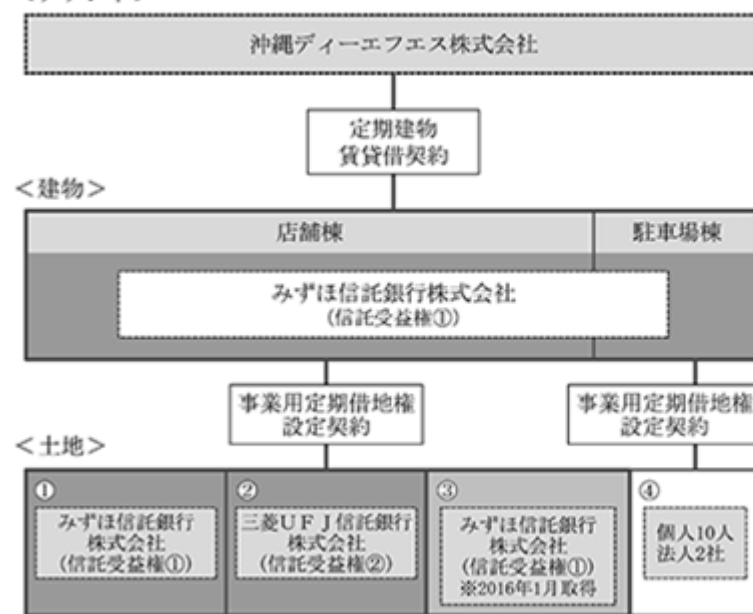 沖縄ディーエフエス株式会社
定期建物
賃貸借契約
＜建物＞
店舗棟
駐車場棟
みずほ信託銀行株式会社
(信託受益権①)
事業用定期借地権
設定契約
事業用定期借地権
設定契約
＜土地＞
①
みずほ信託銀行
株式会社
(信託受益権①)
②
三菱ＵＦＪ信託銀行
株式会社
(信託受益権②)
③
みずほ信託銀行
株式会社
(信託受益権①)
※2016年1月取得
④
個人10人
法人2社